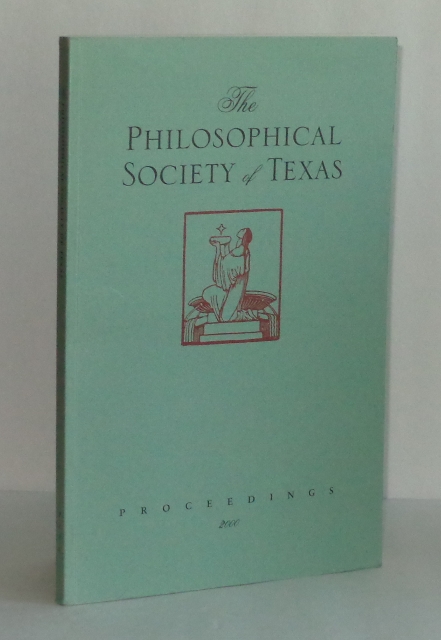 The
PHILOSOPHICAL
SOCIETY of TEXAS
PROCEEDINGS
2000